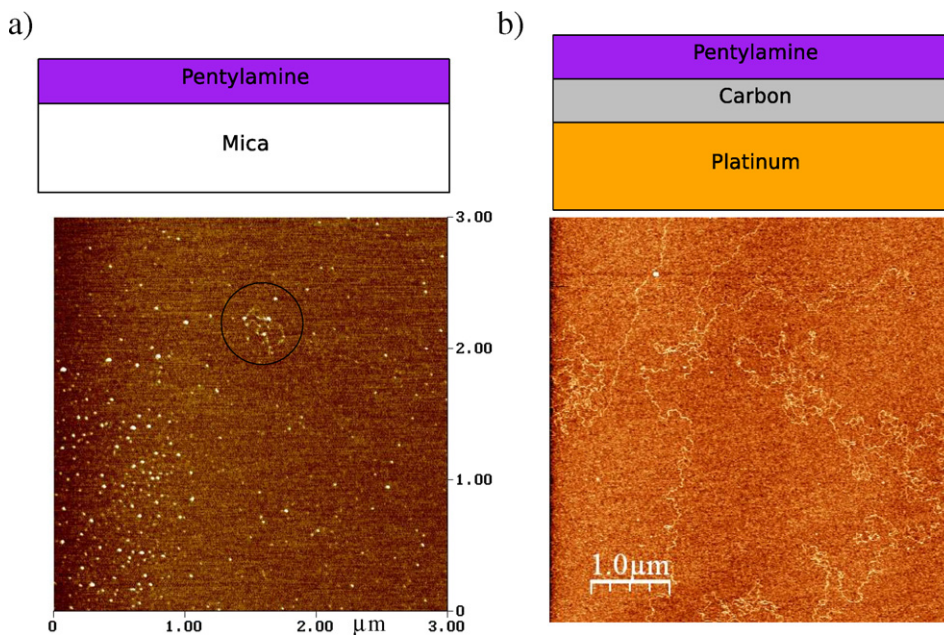 a)
Pentylamine
Mica
3.00
2.00
1.00
0
0 1.00 2.00 3.00
μm
b)
Pentylamine
Carbon
Platinum
1.0μm